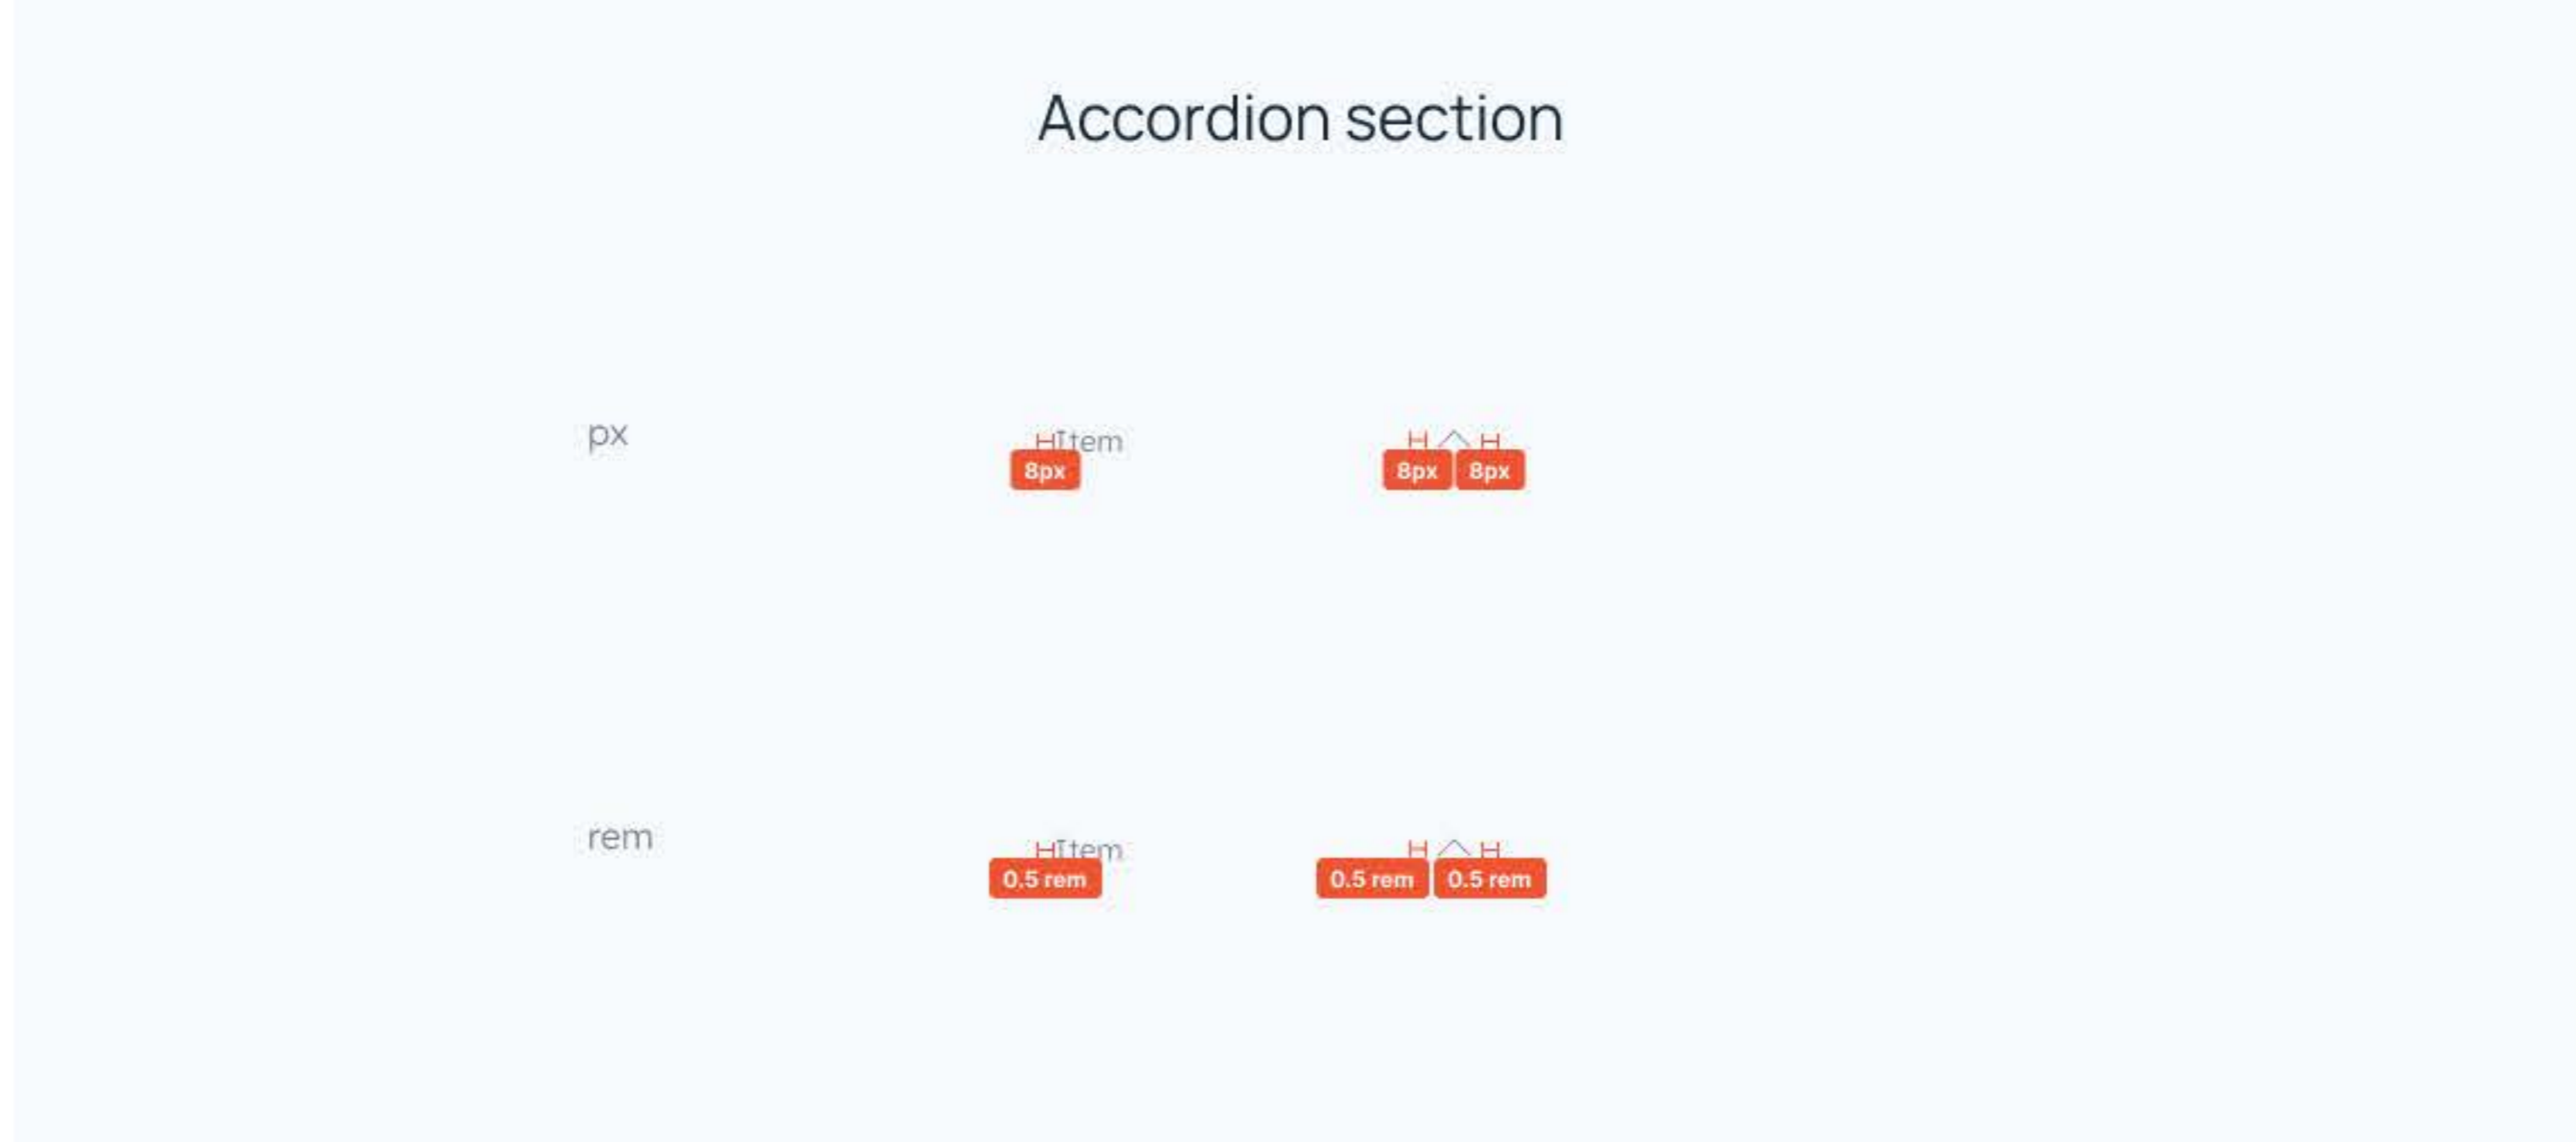 Accordion section
px
Item
8px 8px 8px
rem
Item
0.5 rem 0.5 rem 0.5 rem